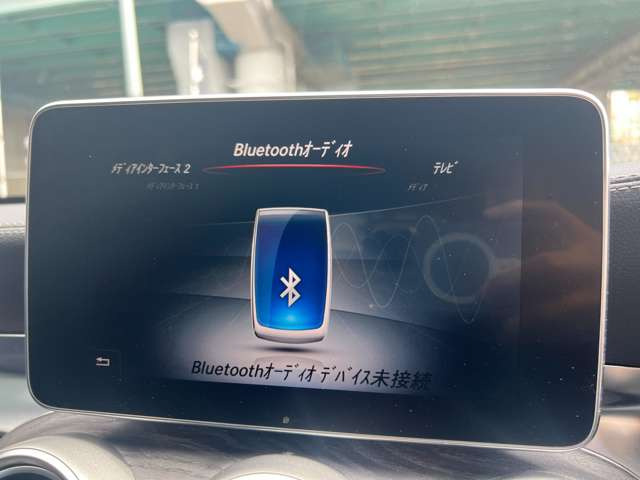 Bluetoothオーディオ
メディアインターフェース 2
テレビ
メディアインターフェース 1
メディア
Bluetoothオーディオ デバイス未接続